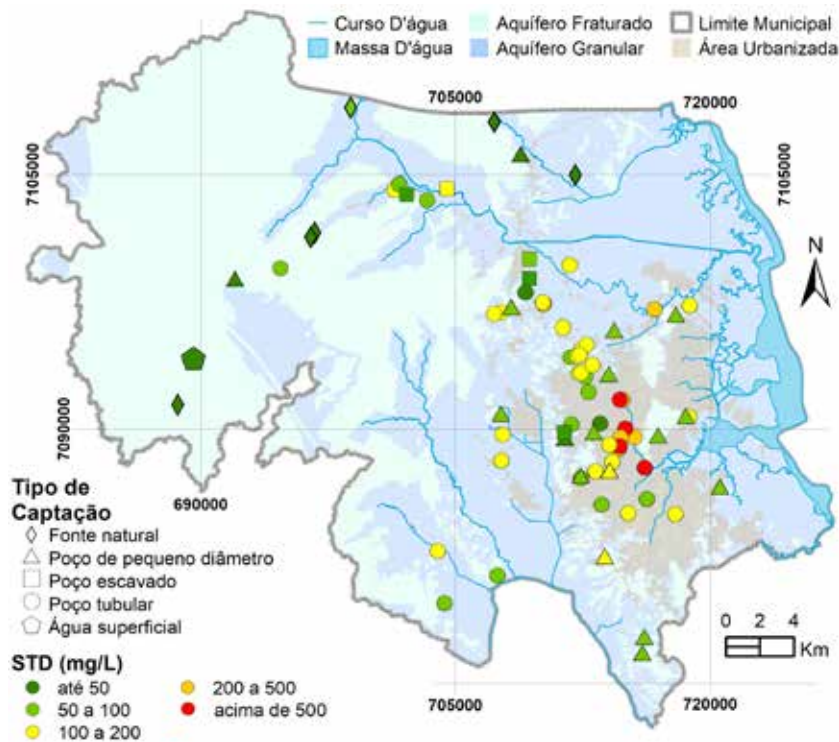 Curso D'água
Aquífero Fraturado
Limite Municipal
Massa D'água
Aquífero Granular
Área Urbanizada
705000
720000
7105000
7105000
N
7090000
7090000
690000
Tipo de
Captação
Fonte natural
Poço de pequeno diâmetro
Poço escavado
Poço tubular
Água superficial
STD (mg/L)
até 50
200 a 500
50 a 100
acima de 500
100 a 200
705000
720000
0 2 4
Km